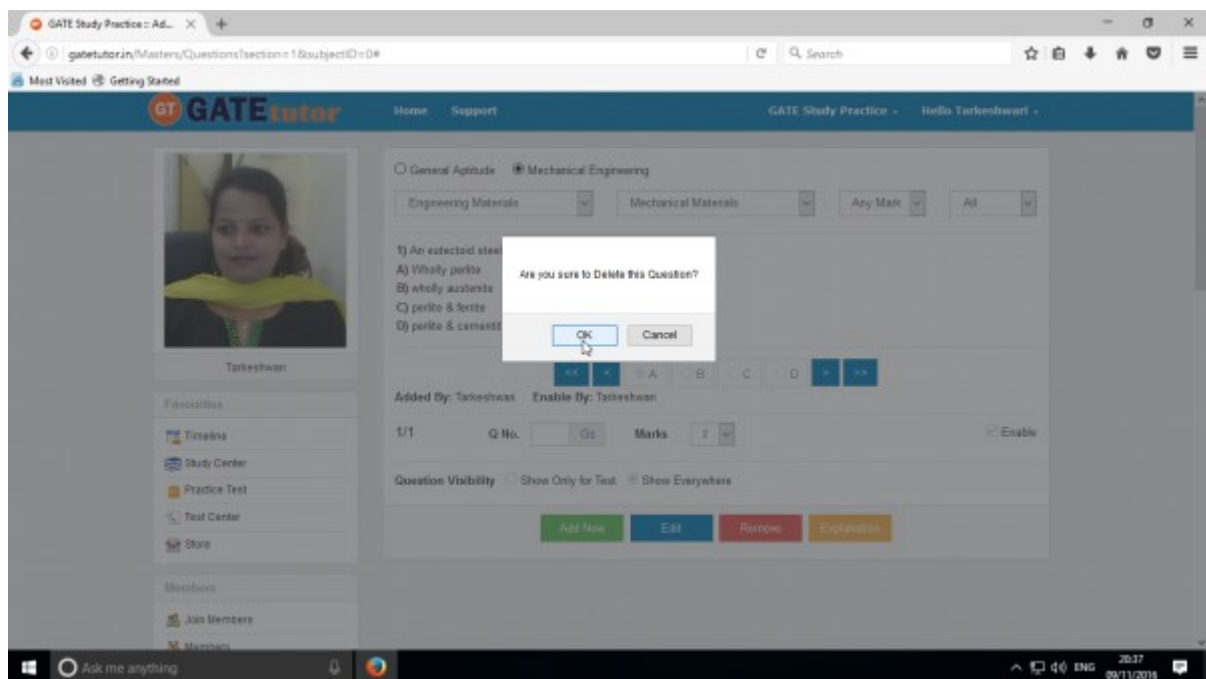 GATE Study Practice :: Ad...
gatetutor.in/Masters/Questions?section=1&subjectID=0#
Search
Most Visited Getting Started
GT GATEtutor Home Support GATE Study Practice Hello Tarkeshwari
General Aptitude Mechanical Engineering
Engineering Materials Mechanical Materials Any Mark All
1) An eutectoid steel
A) Wholly perlite
B) wholly austenite
C) perlite & ferrite
D) perlite &
Are you sure to Delete this Question?
OK Cancel
<< < A B C D > >>
Tarkeshwari
Added By: Tarkeshwari Enable By: Tarkeshwari
Favourites
1/1 Q No. Go Marks 2 Enable
Timeline
Study Center
Question Visibility Show Only for Test Show Everywhere
Practice Test
Test Center
Add New Edit Remove Explanation
Store
Members
Join Members
Members
Ask me anything
ENG 20:37
09/11/2016